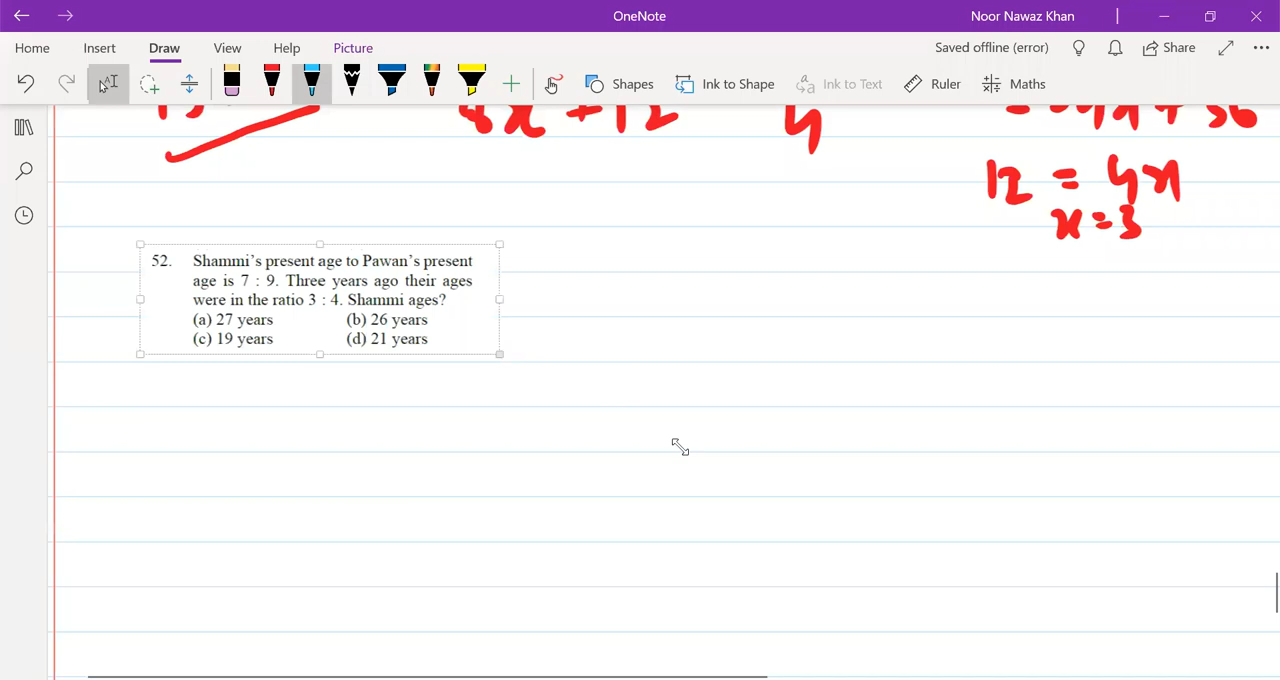 OneNote
Noor Nawaz Khan
Home Insert Draw View Help Picture
Saved offline (error) Share
Shapes Ink to Shape Ink to Text Ruler Maths
8x + 12 4
12 = 4x
x = 3
52. Shammi's present age to Pawan's present
age is 7 : 9. Three years ago their ages
were in the ratio 3 : 4. Shammi ages?
(a) 27 years (b) 26 years
(c) 19 years (d) 21 years